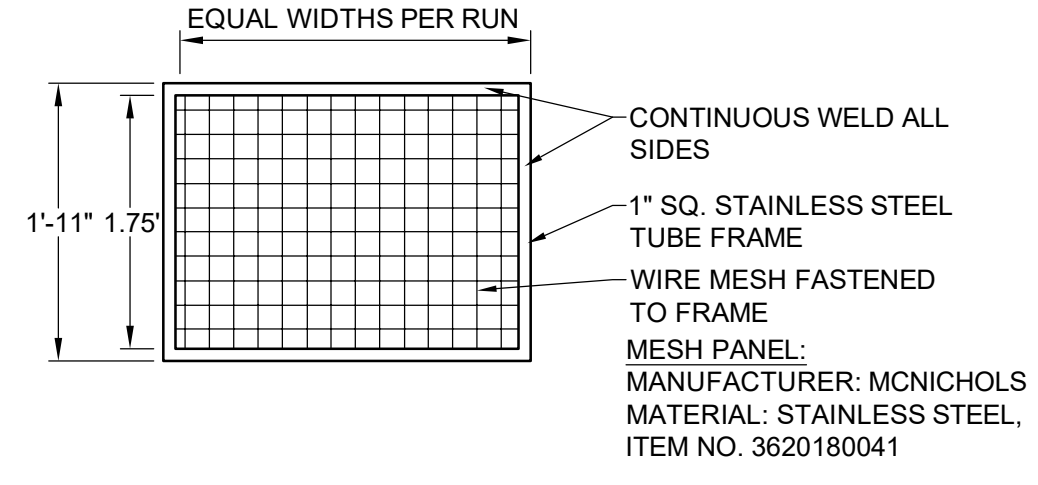 EQUAL WIDTHS PER RUN
CONTINUOUS WELD ALL
SIDES
1'-11" 1.75'
1" SQ. STAINLESS STEEL
TUBE FRAME
WIRE MESH FASTENED
TO FRAME
MESH PANEL:
MANUFACTURER: MCNICHOLS
MATERIAL: STAINLESS STEEL,
ITEM NO. 3620180041